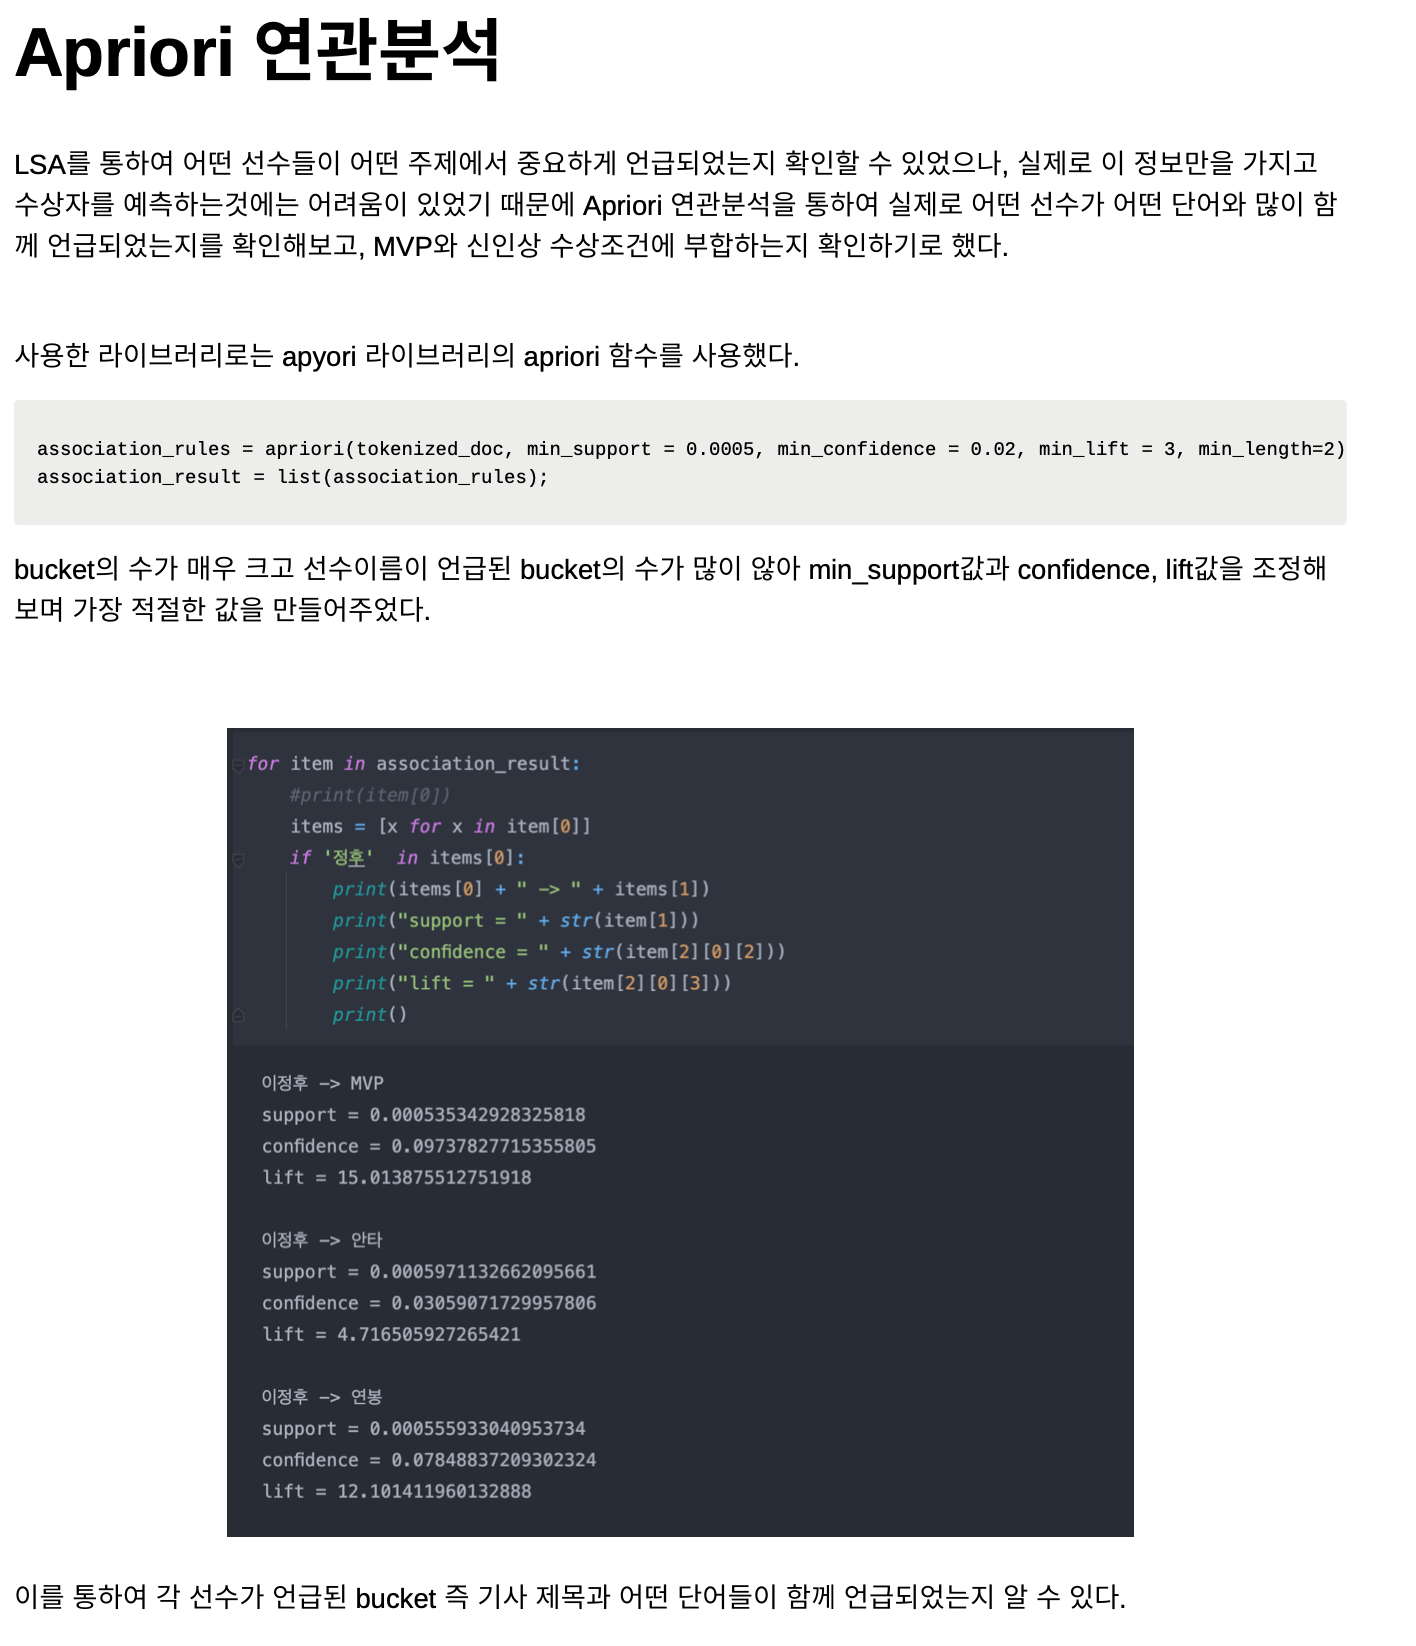 Apriori 연관분석
LSA를 통하여 어떤 선수들이 어떤 주제에서 중요하게 언급되었는지 확인할 수 있었으나, 실제로 이 정보만을 가지고
수상자를 예측하는것에는 어려움이 있었기 때문에 Apriori 연관분석을 통하여 실제로 어떤 선수가 어떤 단어와 많이 함
께 언급되었는지를 확인해보고, MVP와 신인상 수상조건에 부합하는지 확인하기로 했다.
사용한 라이브러리로는 apyori 라이브러리의 apriori 함수를 사용했다.
association_rules = apriori(tokenized_doc, min_support = 0.0005, min_confidence = 0.02, min_lift = 3, min_length=2)
association_result = list(association_rules);
bucket의 수가 매우 크고 선수이름이 언급된 bucket의 수가 많이 않아 min_support값과 confidence, lift값을 조정해
보며 가장 적절한 값을 만들어주었다.
for item in association_result:
    #print(item[0])
    items = [x for x in item[0]]
    if '정후'  in items[0]:
        print(items[0] + " -> " + items[1])
        print("support = " + str(item[1]))
        print("confidence = " + str(item[2][0][2]))
        print("lift = " + str(item[2][0][3]))
        print()
이정후 -> MVP
support = 0.000535342928325818
confidence = 0.09737827715355805
lift = 15.013875512751918
이정후 -> 안타
support = 0.0005971132662095661
confidence = 0.03059071729957806
lift = 4.716505927265421
이정후 -> 연봉
support = 0.000555933040953734
confidence = 0.07848837209302324
lift = 12.101411960132888
이를 통하여 각 선수가 언급된 bucket 즉 기사 제목과 어떤 단어들이 함께 언급되었는지 알 수 있다.